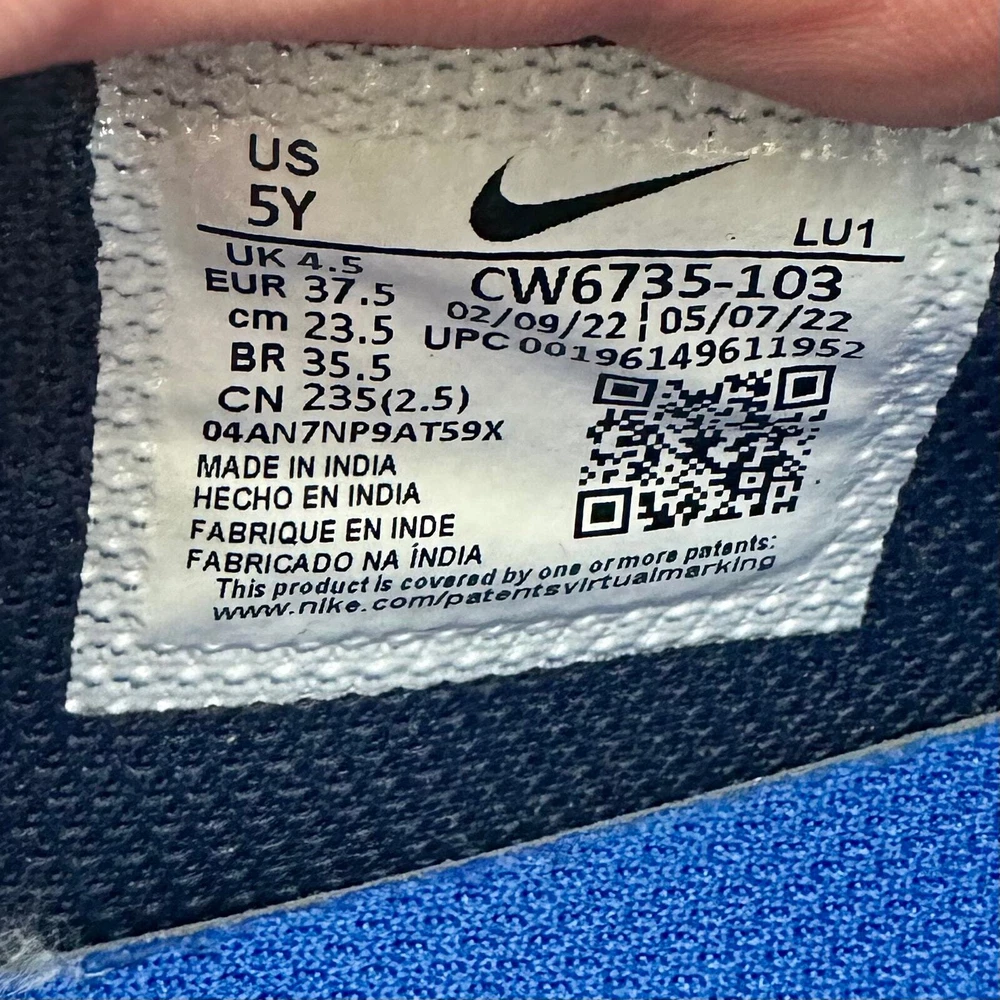 US
5Y
LU1
UK 4.5
EUR 37.5
cm 23.5
BR 35.5
CN 235(2.5)
CW6735-103
02/09/22 | 05/07/22
UPC 00196149611952
04AN7NP9AT59X
MADE IN INDIA
HECHO EN INDIA
FABRIQUE EN INDE
FABRICADO NA ÍNDIA
This product is covered by one or more patents:
www.nike.com/patentsvirtualmarking